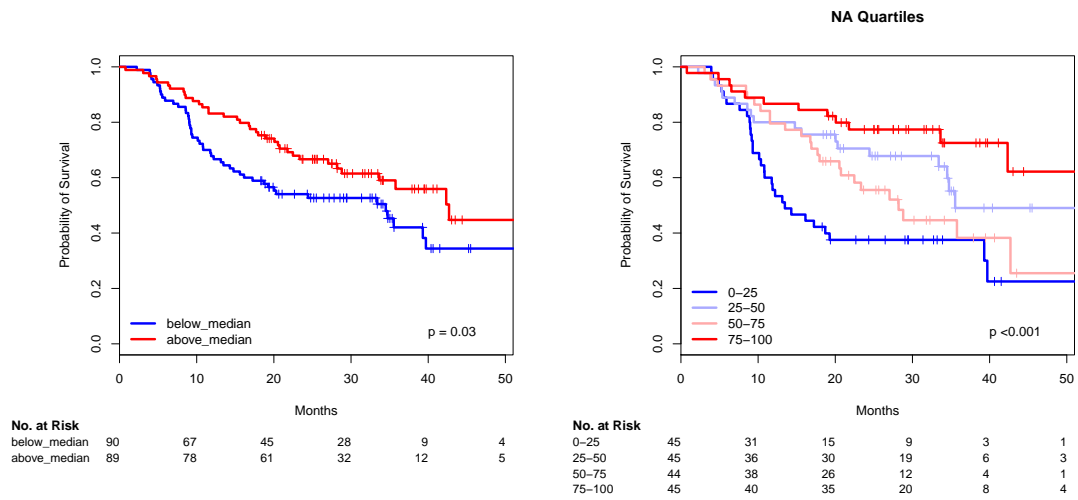 NA Quartiles
Probability of Survival
1.0
0.8
0.6
0.4
0.2
0.0
below_median
above_median
p = 0.03
0 10 20 30 40 50
Months
No. at Risk
below_median 90 67 45 28 9 4
above_median 89 78 61 32 12 5
Probability of Survival
1.0
0.8
0.6
0.4
0.2
0.0
0−25
25−50
50−75
75−100
p <0.001
0 10 20 30 40 50
Months
No. at Risk
0−25 45 31 15 9 3 1
25−50 45 36 30 19 6 3
50−75 44 38 26 12 4 1
75−100 45 40 35 20 8 4